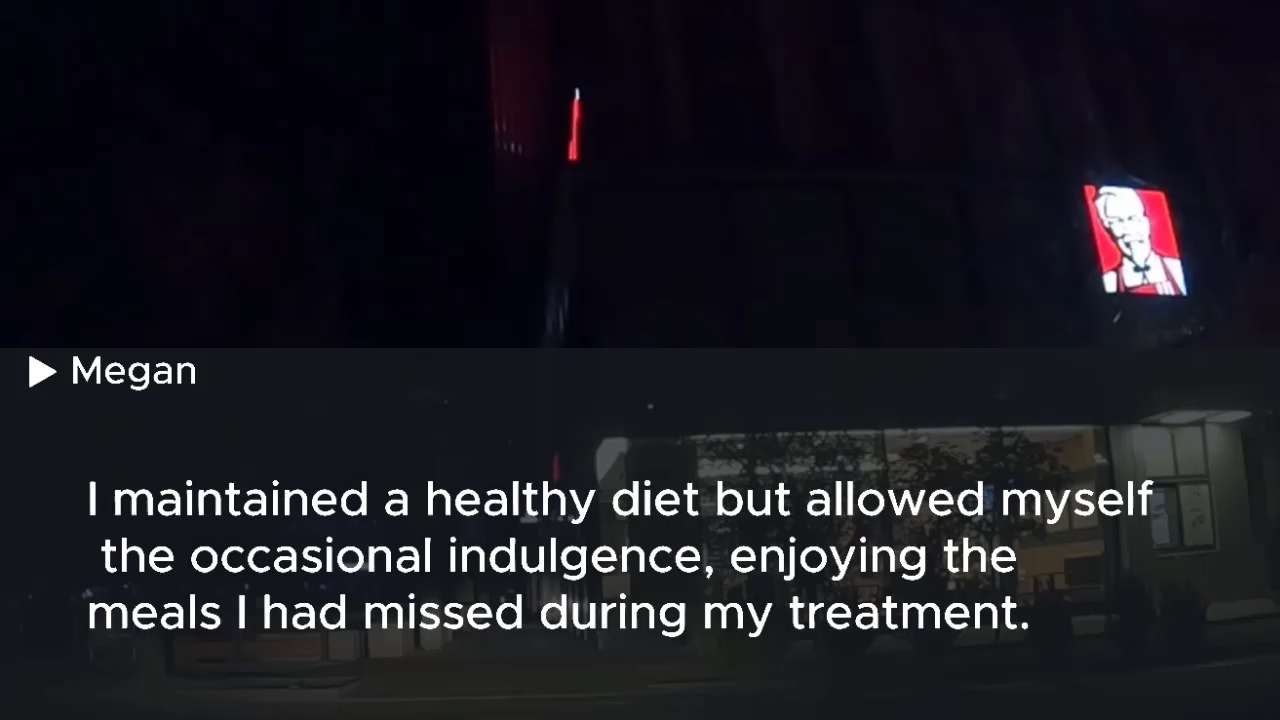 Megan
I maintained a healthy diet but allowed myself
the occasional indulgence, enjoying the
meals I had missed during my treatment.